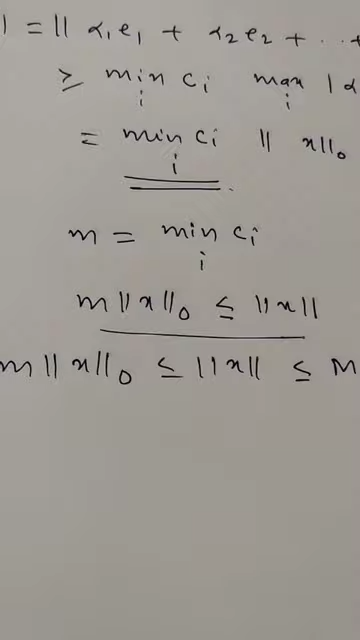 | = || α₁e₁ + α₂e₂ + ... +
≥ min cᵢ max | α
i i
= min cᵢ || x||₀
i
m = min cᵢ
i
m || x||₀ ≤ || x||
m || x||₀ ≤ ||x|| ≤ M